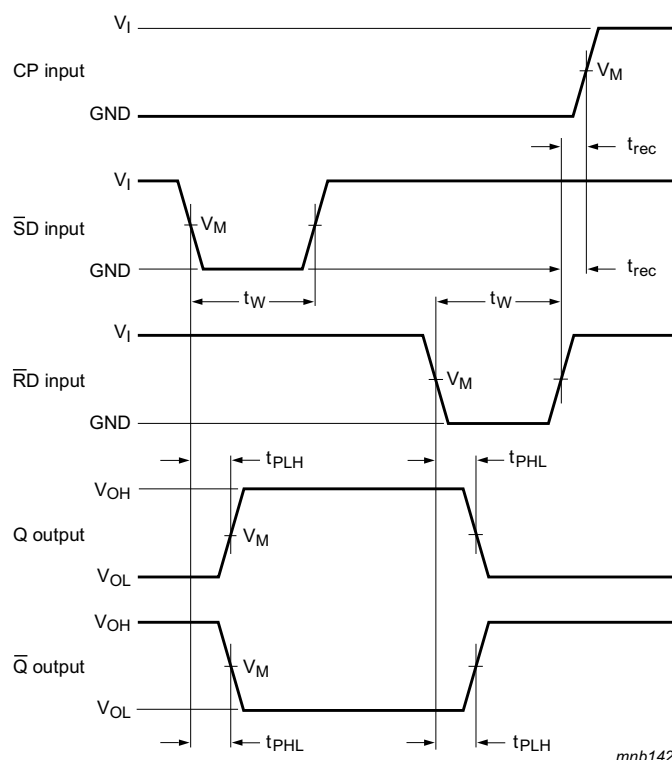 V_I
CP input
V_M
GND
t_rec
V_I
S̅D input
V_M
GND
t_rec
t_W
t_W
V_I
R̅D input
V_M
GND
t_PLH
t_PHL
V_OH
Q output
V_M
V_OL
V_OH
Q̅ output
V_M
V_OL
t_PHL
t_PLH
mnb142